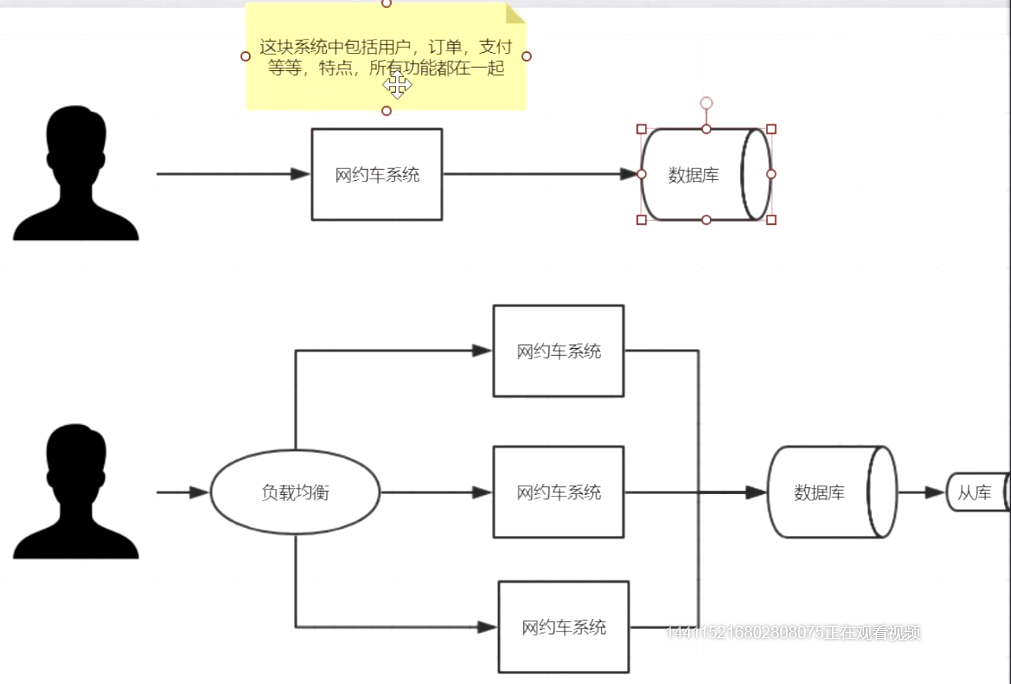 这块系统中包括用户，订单，支付
等等，特点，所有功能都在一起
网约车系统
数据库
网约车系统
负载均衡
网约车系统
数据库
从库
网约车系统
144115216802808075正在观看视频